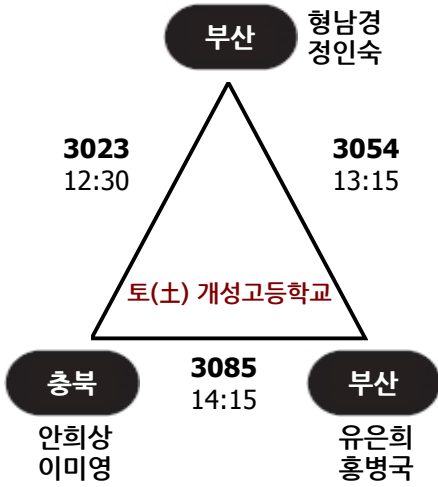 부산
형남경
정인숙
3023
12:30
3054
13:15
토(土) 개성고등학교
충북
3085
14:15
부산
안희상
이미영
유은희
홍병국